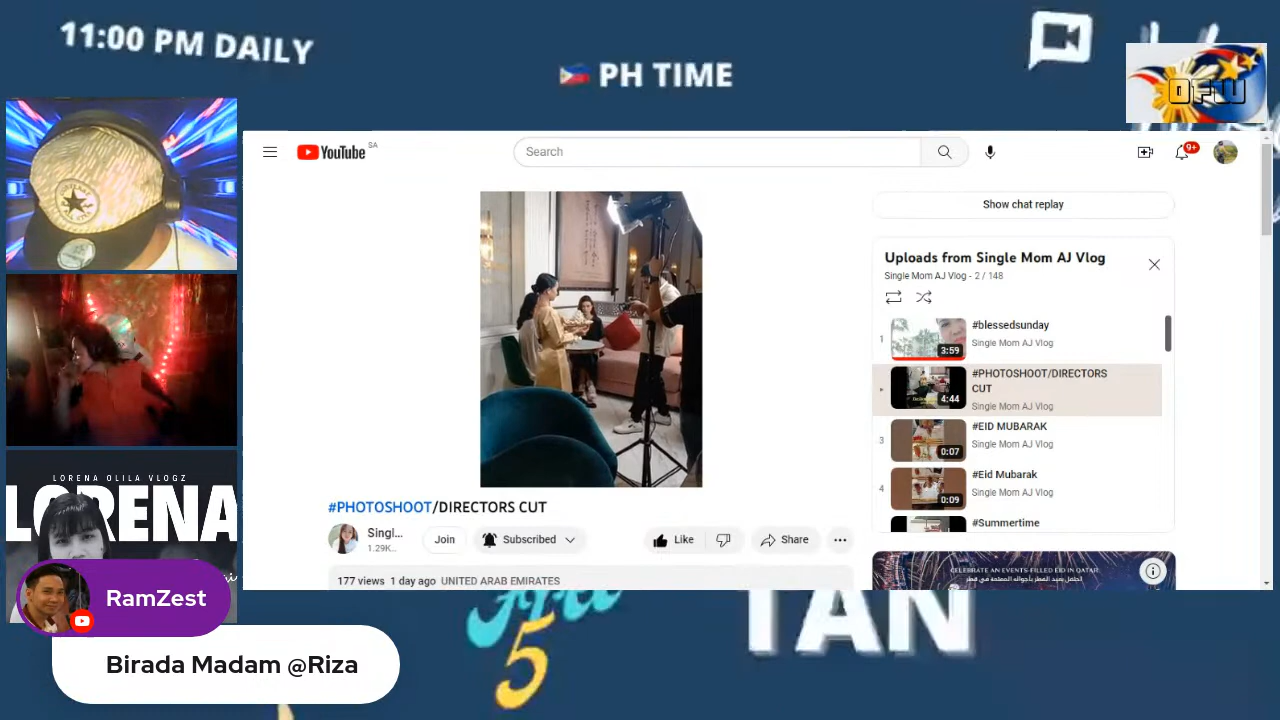 11:00 PM DAILY
PH TIME
OFW
YouTube
SA
Search
9+
Show chat replay
Uploads from Single Mom AJ Vlog
Single Mom AJ Vlog - 2 / 148
1
3:59
#blessedsunday
Single Mom AJ Vlog
4:44
#PHOTOSHOOT/DIRECTORS
CUT
Single Mom AJ Vlog
3
0:07
#EID MUBARAK
Single Mom AJ Vlog
4
0:09
#Eid Mubarak
Single Mom AJ Vlog
#Summertime
#PHOTOSHOOT/DIRECTORS CUT
Singl...
1.29K...
Join
Subscribed
Like
Share
177 views 1 day ago UNITED ARAB EMIRATES
CELEBRATE AN EVENTS-FILLED EID IN QATAR
LORENA OLILA VLOGZ
LORENA
RamZest
Birada Madam @Riza
5
TAN